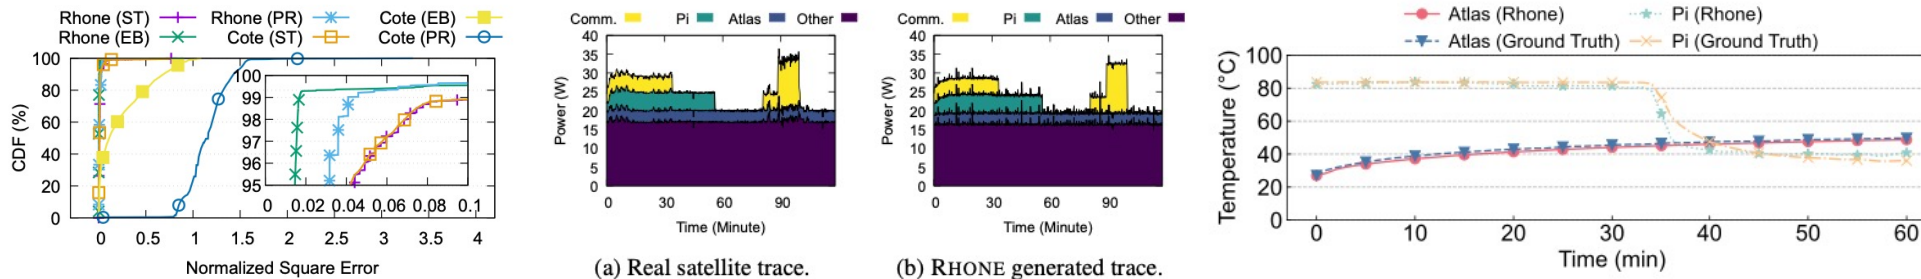 Rhone (ST) Rhone (PR) Cote (EB)
Rhone (EB) Cote (ST) Cote (PR)
CDF (%)
100
80
60
40
20
0
100
99
98
97
96
95
0 0.02 0.04 0.06 0.08 0.1
0 0.5 1 1.5 2 2.5 3 3.5 4
Normalized Square Error
Comm. Pi Atlas Other
Power (W)
40
35
30
25
20
15
10
5
0
0 30 60 90
Time (Minute)
(a) Real satellite trace.
Comm. Pi Atlas Other
Power (W)
40
35
30
25
20
15
10
5
0
0 30 60 90
Time (Minute)
(b) RHONE generated trace.
Atlas (Rhone) Pi (Rhone)
Atlas (Ground Truth) Pi (Ground Truth)
Temperature (°C)
100
80
60
40
20
0
0 10 20 30 40 50 60
Time (min)